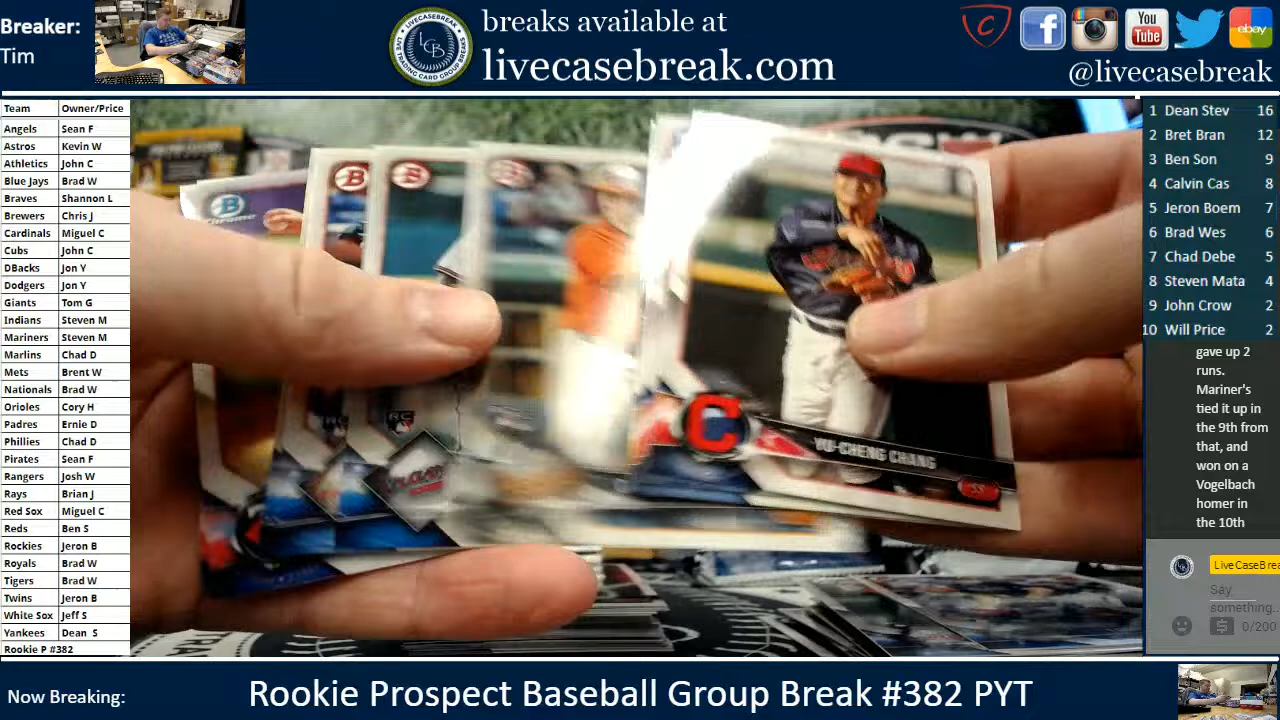 Breaker:
Tim
breaks available at
livecasebreak.com
You
Tube
ebay
@livecasebreak
Team Owner/Price
Angels Sean F
Astros Kevin W
Athletics John C
Blue Jays Brad W
Braves Shannon L
Brewers Chris J
Cardinals Miguel C
Cubs John C
DBacks Jon Y
Dodgers Jon Y
Giants Tom G
Indians Steven M
Mariners Steven M
Marlins Chad D
Mets Brent W
Nationals Brad W
Orioles Cory H
Padres Ernie D
Phillies Chad D
Pirates Sean F
Rangers Josh W
Rays Brian J
Red Sox Miguel C
Reds Ben S
Rockies Jeron B
Royals Brad W
Tigers Brad W
Twins Jeron B
White Sox Jeff S
Yankees Dean S
Rookie P #382
B
Chrome
B
B
C
YU-CHENG CHANG
SS
1 Dean Stev 16
2 Bret Bran 12
3 Ben Son 9
4 Calvin Cas 8
5 Jeron Boem 7
6 Brad Wes 6
7 Chad Debe 5
8 Steven Mata 4
9 John Crow 2
10 Will Price 2
gave up 2
runs.
Mariner's
tied it up in
the 9th from
that, and
won on a
Vogelbach
homer in
the 10th
LiveCaseBrea
Say
something...
0/200
Now Breaking:
Rookie Prospect Baseball Group Break #382 PYT